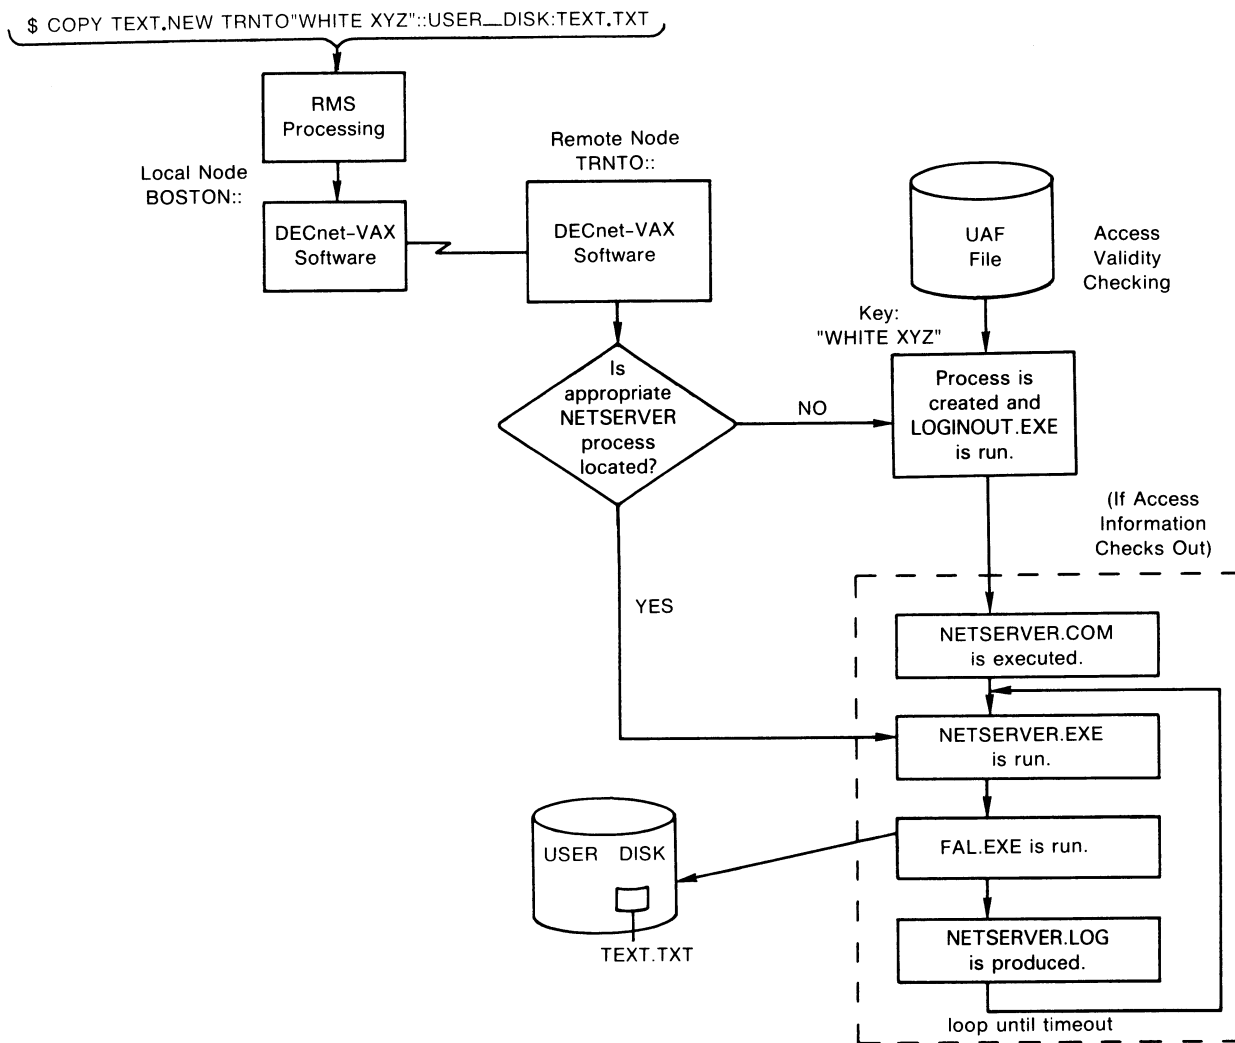 $ COPY TEXT.NEW TRNTO"WHITE XYZ"::USER__DISK:TEXT.TXT
RMS
Processing
Local Node
BOSTON::
DECnet-VAX
Software
Remote Node
TRNTO::
DECnet-VAX
Software
UAF
File
Access
Validity
Checking
Key:
"WHITE XYZ"
Is
appropriate
NETSERVER
process
located?
NO
Process is
created and
LOGINOUT.EXE
is run.
(If Access
Information
Checks Out)
YES
NETSERVER.COM
is executed.
NETSERVER.EXE
is run.
FAL.EXE is run.
USER DISK
TEXT.TXT
NETSERVER.LOG
is produced.
loop until timeout